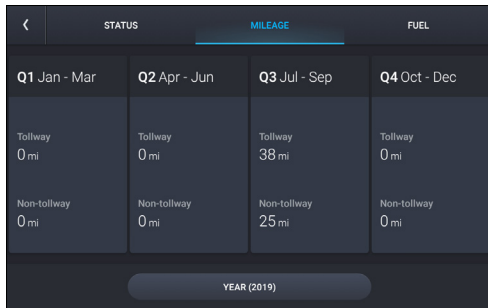 STATUS MILEAGE FUEL
Q1 Jan - Mar Q2 Apr - Jun Q3 Jul - Sep Q4 Oct - Dec
Tollway Tollway Tollway Tollway
0 mi 0 mi 38 mi 0 mi
Non-tollway Non-tollway Non-tollway Non-tollway
0 mi 0 mi 25 mi 0 mi
YEAR (2019)